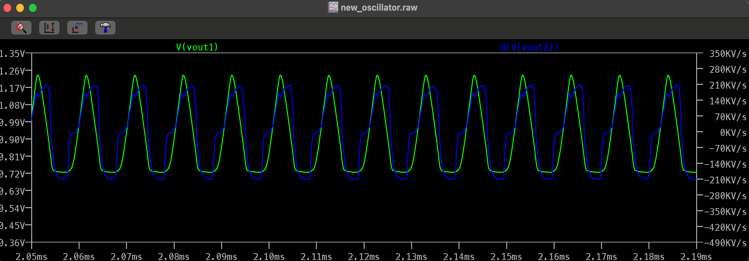 new_oscillator.raw
V(vout1) d(V(vout2))
1.35V 350KV/s
1.26V 280KV/s
1.17V 210KV/s
1.08V 140KV/s
0.99V 70KV/s
0.90V 0KV/s
0.81V -70KV/s
0.72V -140KV/s
0.63V -210KV/s
0.54V -280KV/s
0.45V -350KV/s
0.36V -420KV/s
-490KV/s
2.05ms 2.06ms 2.07ms 2.08ms 2.09ms 2.10ms 2.11ms 2.12ms 2.13ms 2.14ms 2.15ms 2.16ms 2.17ms 2.18ms 2.19ms